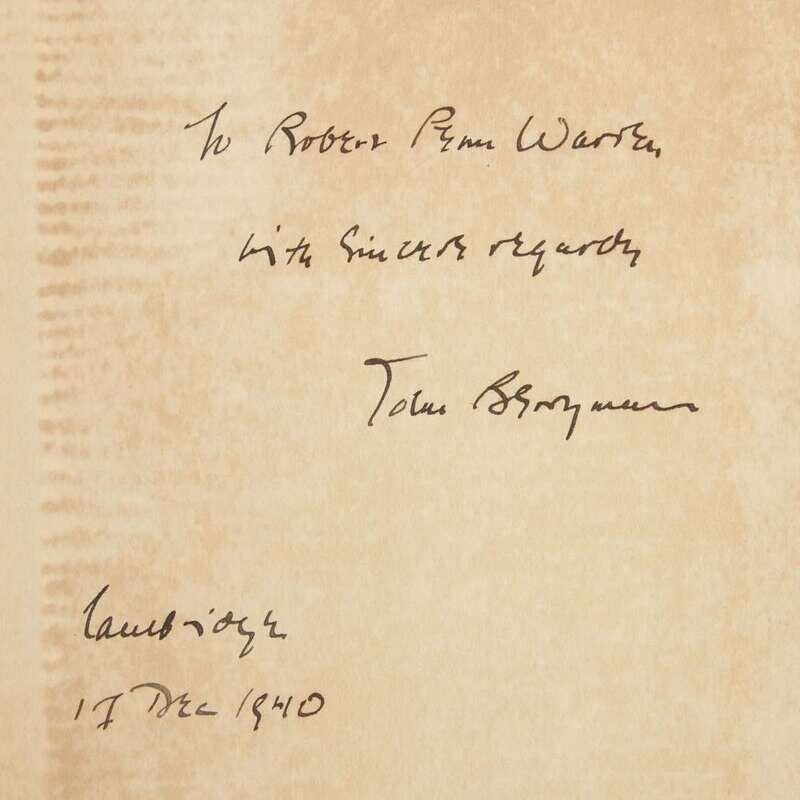 To Robert Penn Warren,
with sincere regards
John Berryman
Cambridge
17 Dec 1940